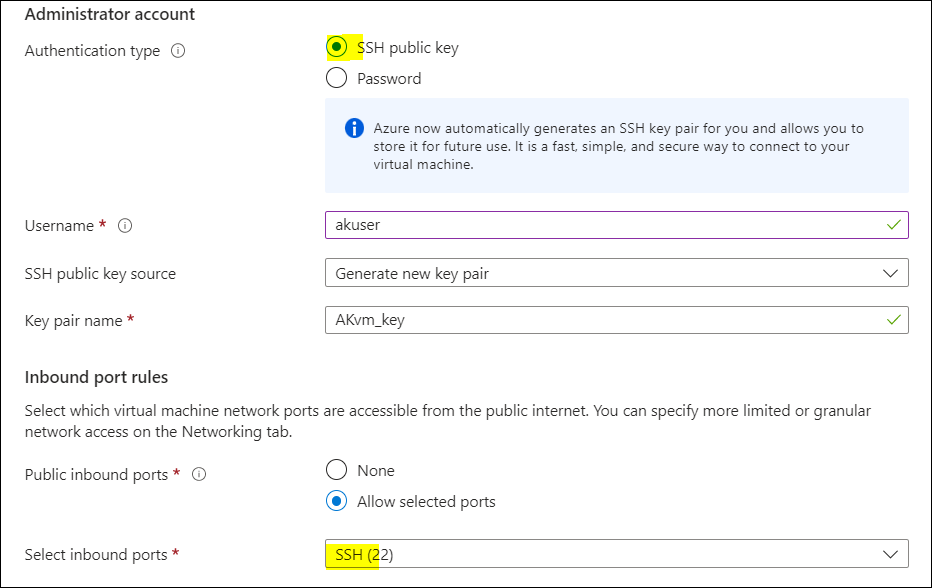 Administrator account
Authentication type
SSH public key
Password
Azure now automatically generates an SSH key pair for you and allows you to
store it for future use. It is a fast, simple, and secure way to connect to your
virtual machine.
Username *
akuser
SSH public key source
Generate new key pair
Key pair name *
AKvm_key
Inbound port rules
Select which virtual machine network ports are accessible from the public internet. You can specify more limited or granular
network access on the Networking tab.
Public inbound ports *
None
Allow selected ports
Select inbound ports *
SSH (22)